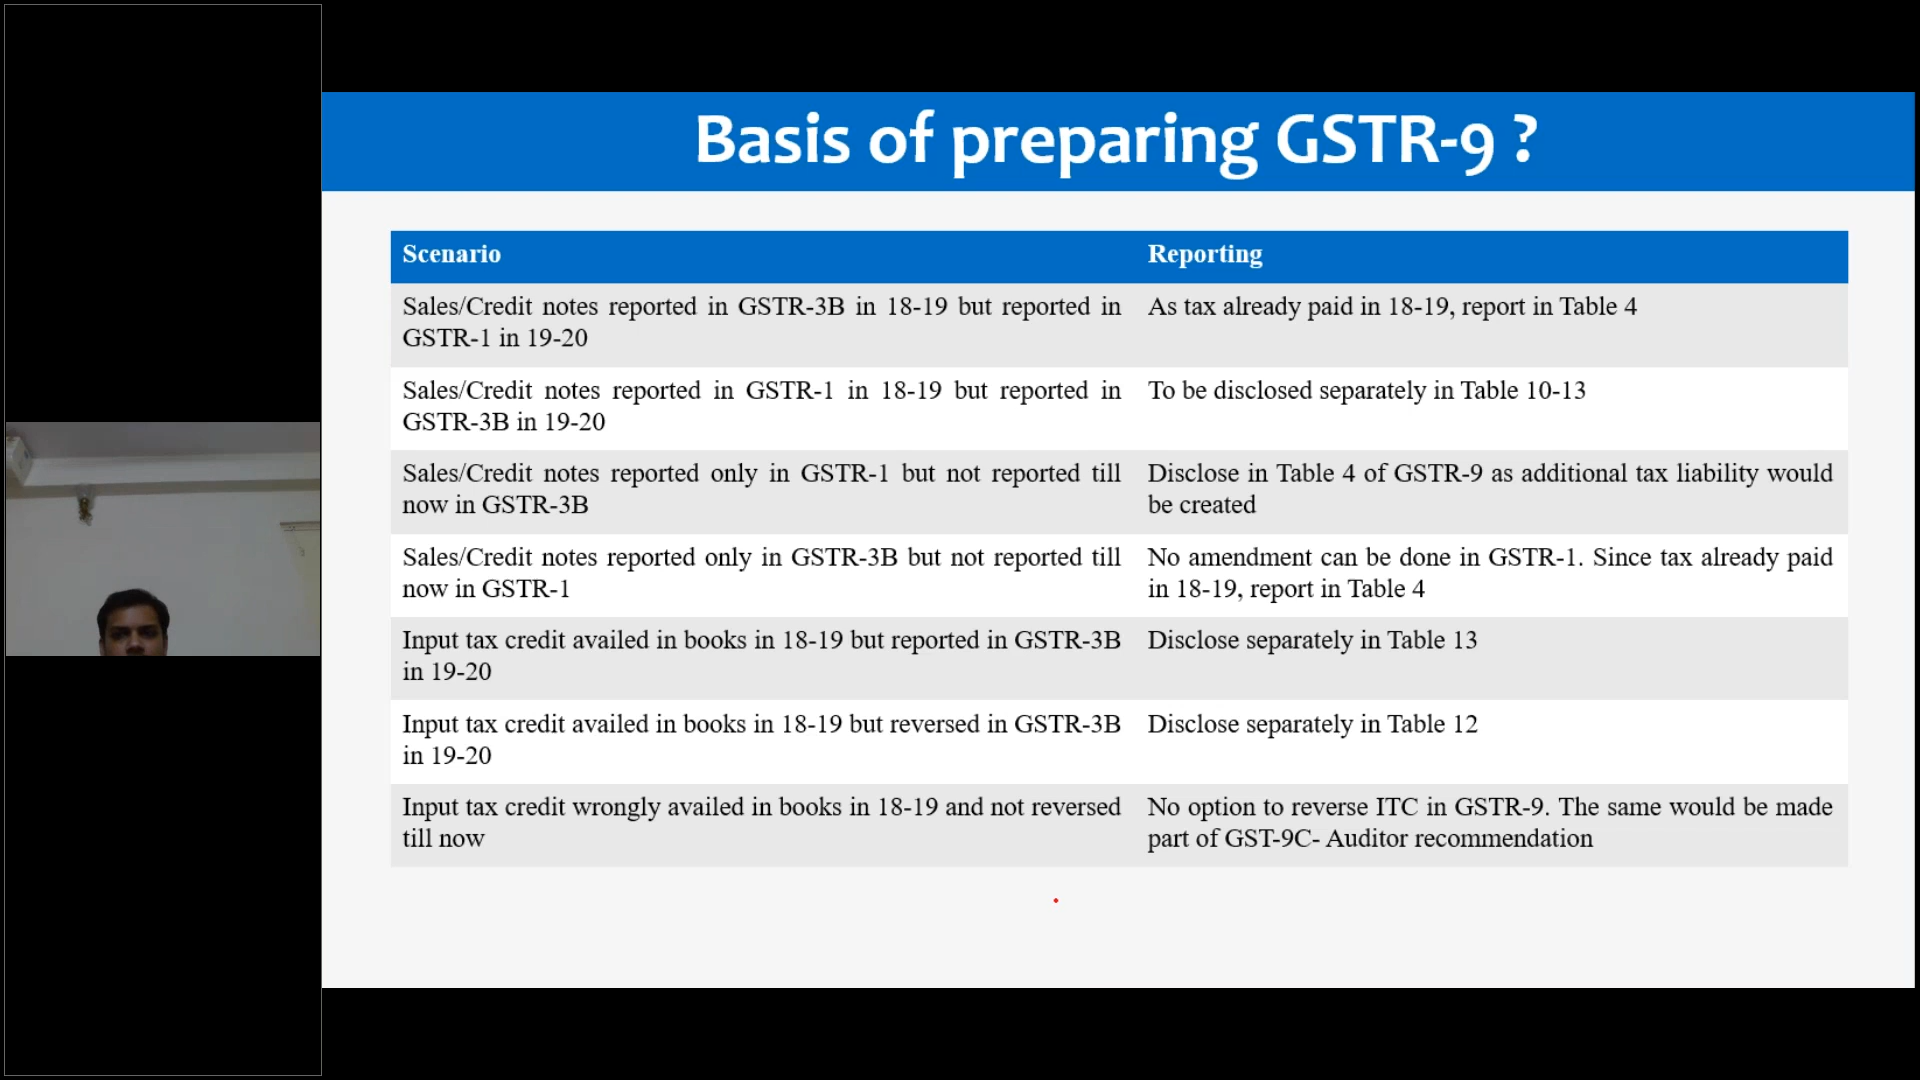 Basis of preparing GSTR-9 ?
Scenario
Reporting
Sales/Credit notes reported in GSTR-3B in 18-19 but reported in
GSTR-1 in 19-20
As tax already paid in 18-19, report in Table 4
Sales/Credit notes reported in GSTR-1 in 18-19 but reported in
GSTR-3B in 19-20
To be disclosed separately in Table 10-13
Sales/Credit notes reported only in GSTR-1 but not reported till
now in GSTR-3B
Disclose in Table 4 of GSTR-9 as additional tax liability would
be created
Sales/Credit notes reported only in GSTR-3B but not reported till
now in GSTR-1
No amendment can be done in GSTR-1. Since tax already paid
in 18-19, report in Table 4
Input tax credit availed in books in 18-19 but reported in GSTR-3B
in 19-20
Disclose separately in Table 13
Input tax credit availed in books in 18-19 but reversed in GSTR-3B
in 19-20
Disclose separately in Table 12
Input tax credit wrongly availed in books in 18-19 and not reversed
till now
No option to reverse ITC in GSTR-9. The same would be made
part of GST-9C- Auditor recommendation